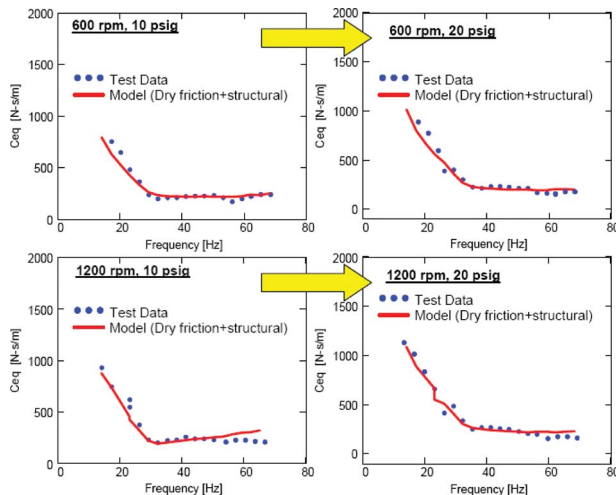 600 rpm, 10 psig
2000
1500
1000
500
0
Ceq [N-s/m]
Test Data
Model (Dry friction+structural)
0 20 40 60 80
Frequency [Hz]
600 rpm, 20 psig
2000
1500
1000
500
0
Ceq [N-s/m]
Test Data
Model (Dry friction+structural)
0 20 40 60 80
Frequency [Hz]
1200 rpm, 10 psig
2000
1500
1000
500
0
Ceq [N-s/m]
Test Data
Model (Dry friction+structural)
0 20 40 60 80
Frequency [Hz]
1200 rpm, 20 psig
2000
1500
1000
500
0
Ceq [N-s/m]
Test Data
Model (Dry friction+structural)
0 20 40 60 80
Frequency [Hz]